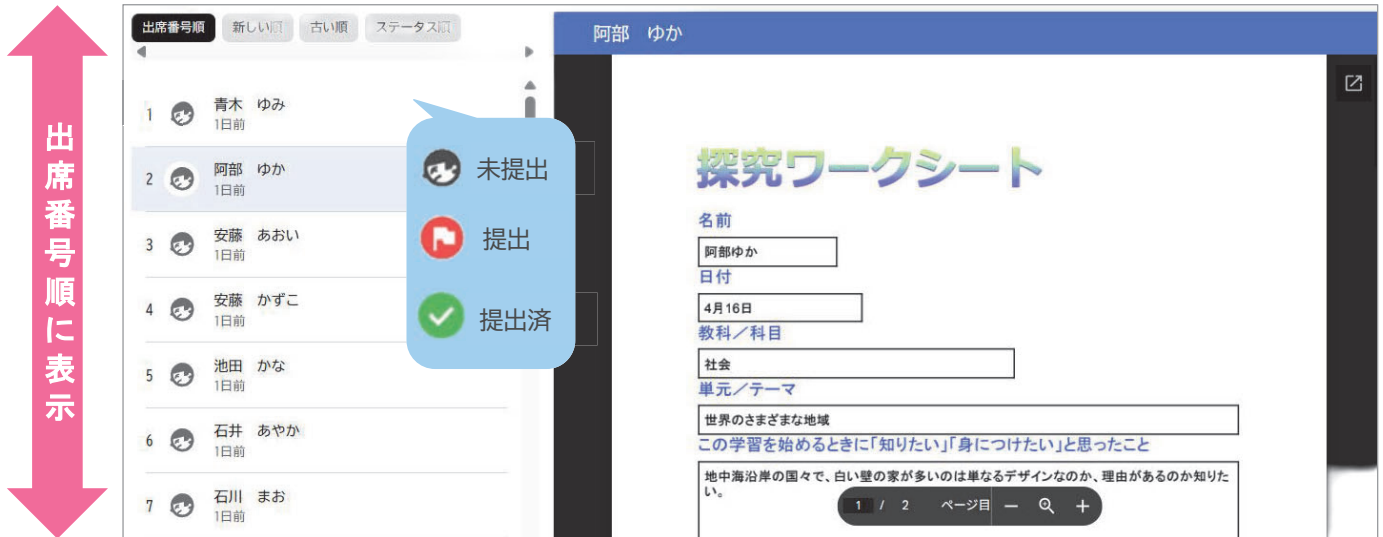 出席番号順に表示
出席番号順 新しい順 古い順 ステータス順
1 青木 ゆみ
1日前
2 阿部 ゆか
1日前
3 安藤 あおい
1日前
4 安藤 かずこ
1日前
5 池田 かな
1日前
6 石井 あやか
1日前
7 石川 まお
1日前
未提出
提出
提出済
阿部 ゆか
探究ワークシート
名前
阿部ゆか
日付
4月16日
教科／科目
社会
単元／テーマ
世界のさまざまな地域
この学習を始めるときに「知りたい」「身につけたい」と思ったこと
地中海沿岸の国々で、白い壁の家が多いのは単なるデザインなのか、理由があるのか知りた
い。
1 / 2 ページ目